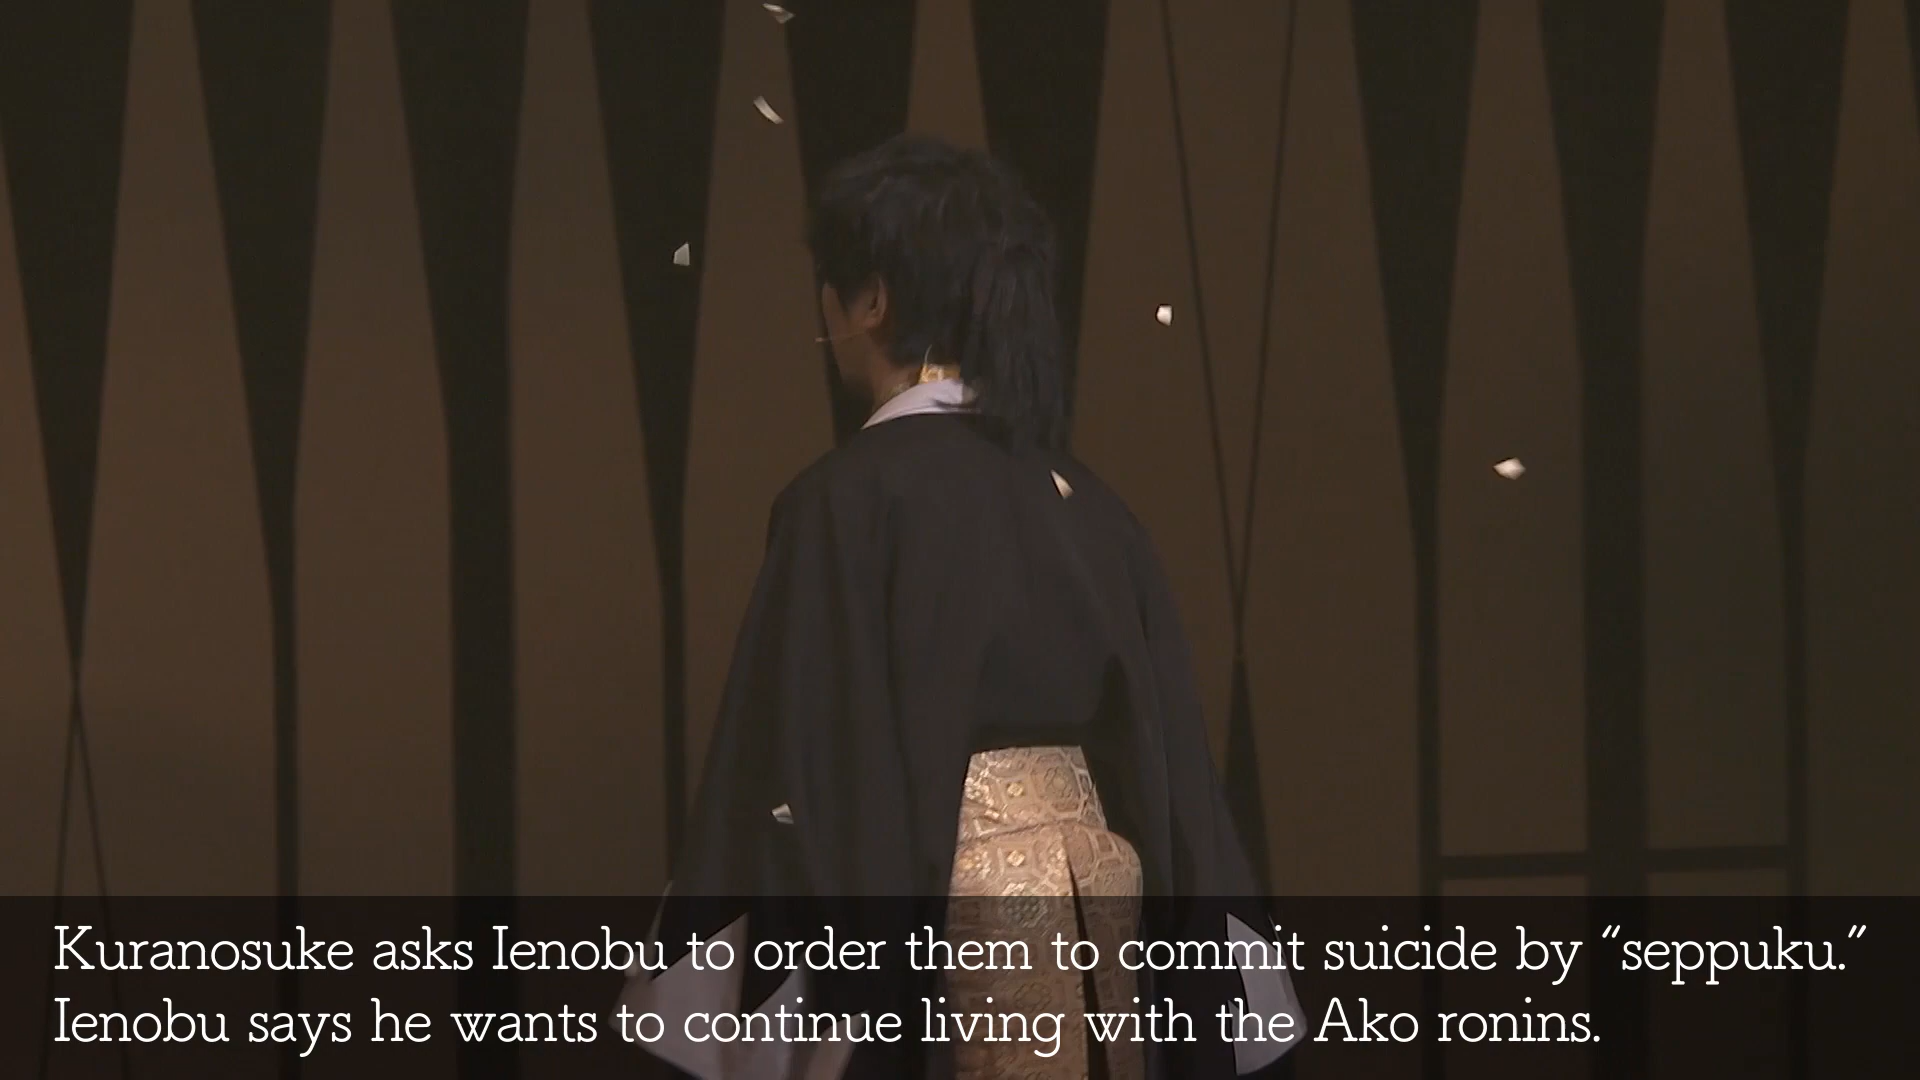 Kuranosuke asks Ienobu to order them to commit suicide by “seppuku.”
Ienobu says he wants to continue living with the Ako ronins.